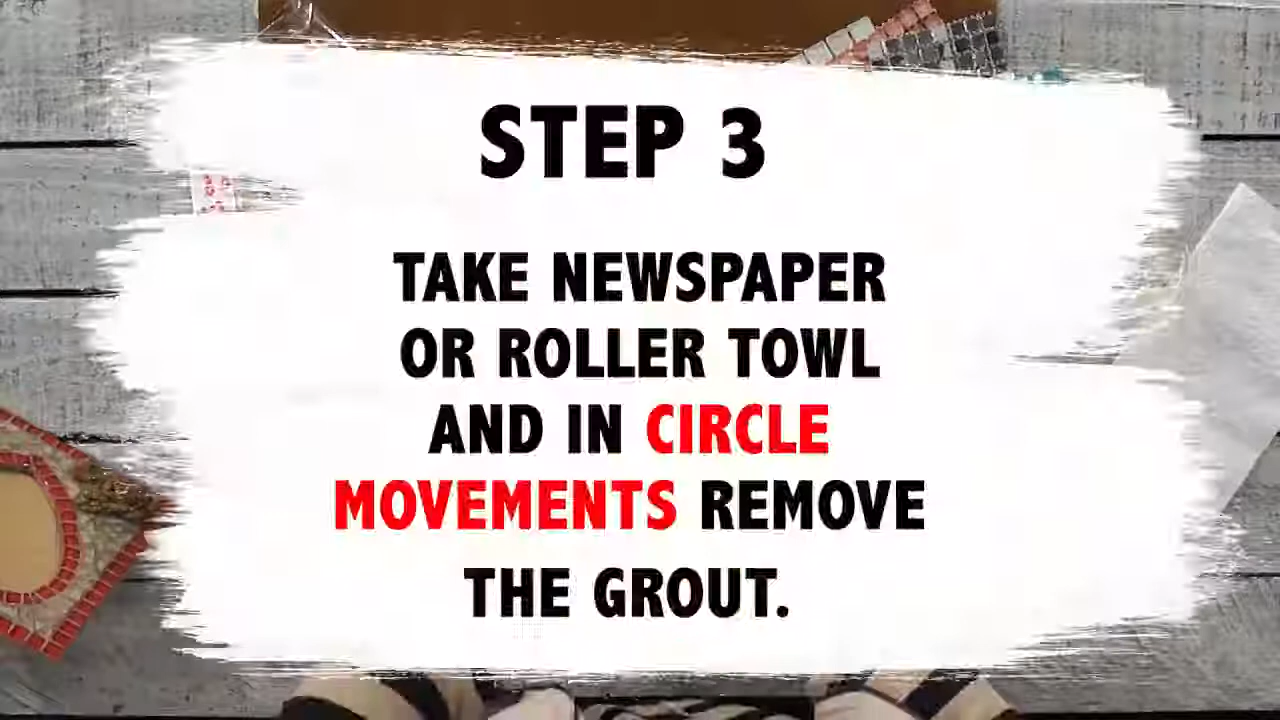 STEP 3
TAKE NEWSPAPER
OR ROLLER TOWL
AND IN CIRCLE
MOVEMENTS REMOVE
THE GROUT.